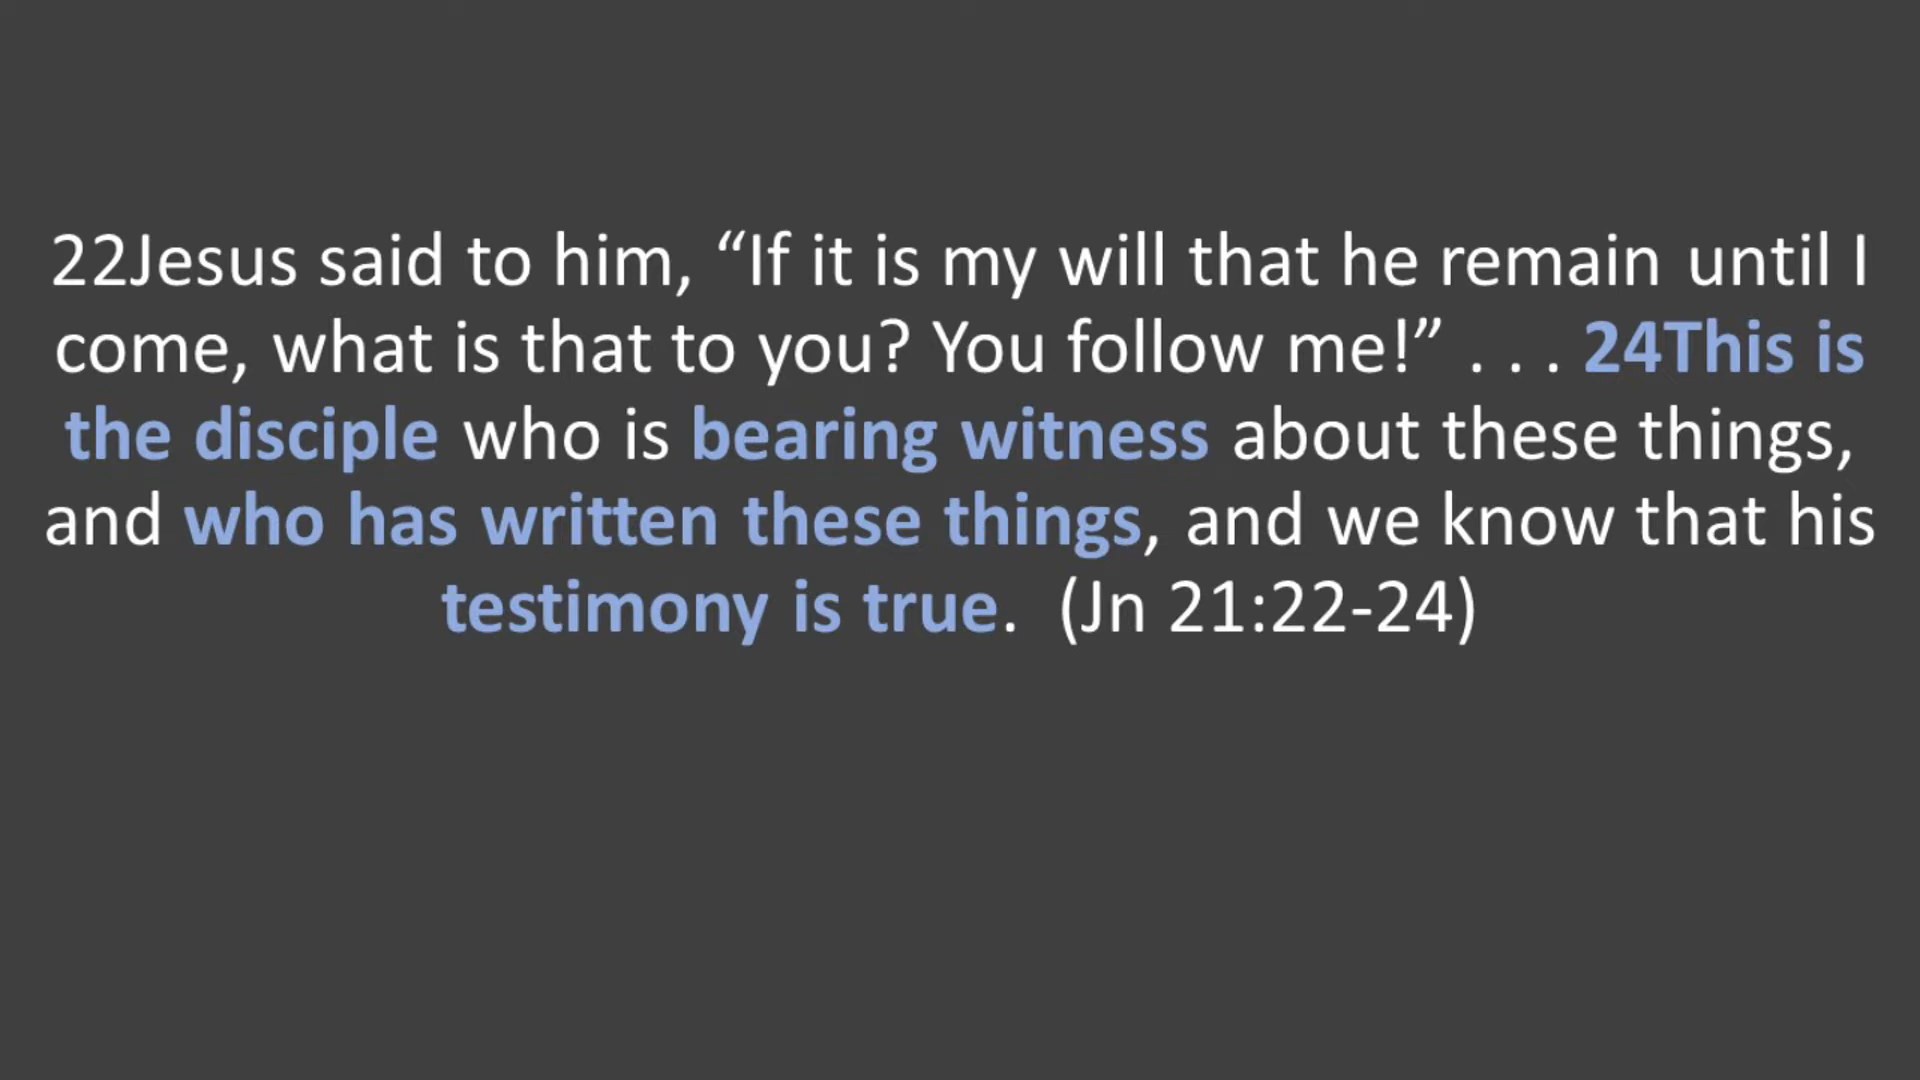 22Jesus said to him, “If it is my will that he remain until I
come, what is that to you? You follow me!” . . . 24This is
the disciple who is bearing witness about these things,
and who has written these things, and we know that his
testimony is true.  (Jn 21:22-24)